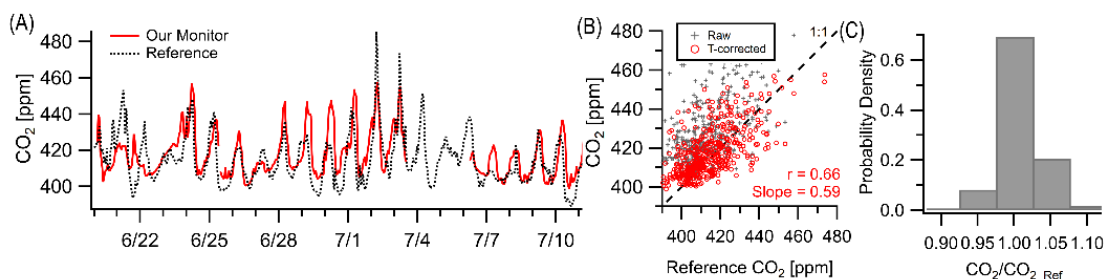 (A)
Our Monitor
Reference
CO2 [ppm]
480
460
440
420
400
6/22
6/25
6/28
7/1
7/4
7/7
7/10
(B)
Raw
T-corrected
1:1
CO2 [ppm]
480
460
440
420
400
r = 0.66
Slope = 0.59
400
420
440
460
480
Reference CO2 [ppm]
(C)
Probability Density
0.6
0.4
0.2
0.0
0.90
0.95
1.00
1.05
1.10
CO2/CO2 Ref